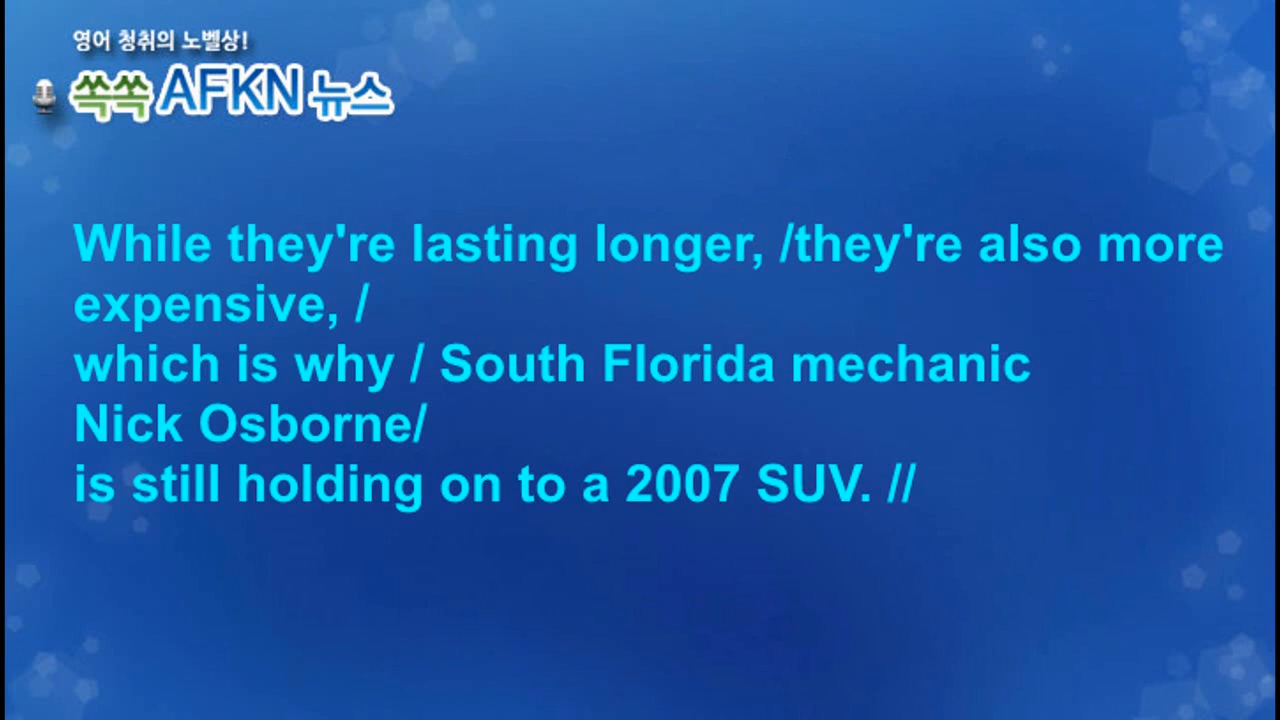 영어 청취의 노벨상!
쏙쏙 AFKN 뉴스
While they're lasting longer, /they're also more
expensive, /
which is why / South Florida mechanic
Nick Osborne/
is still holding on to a 2007 SUV. //